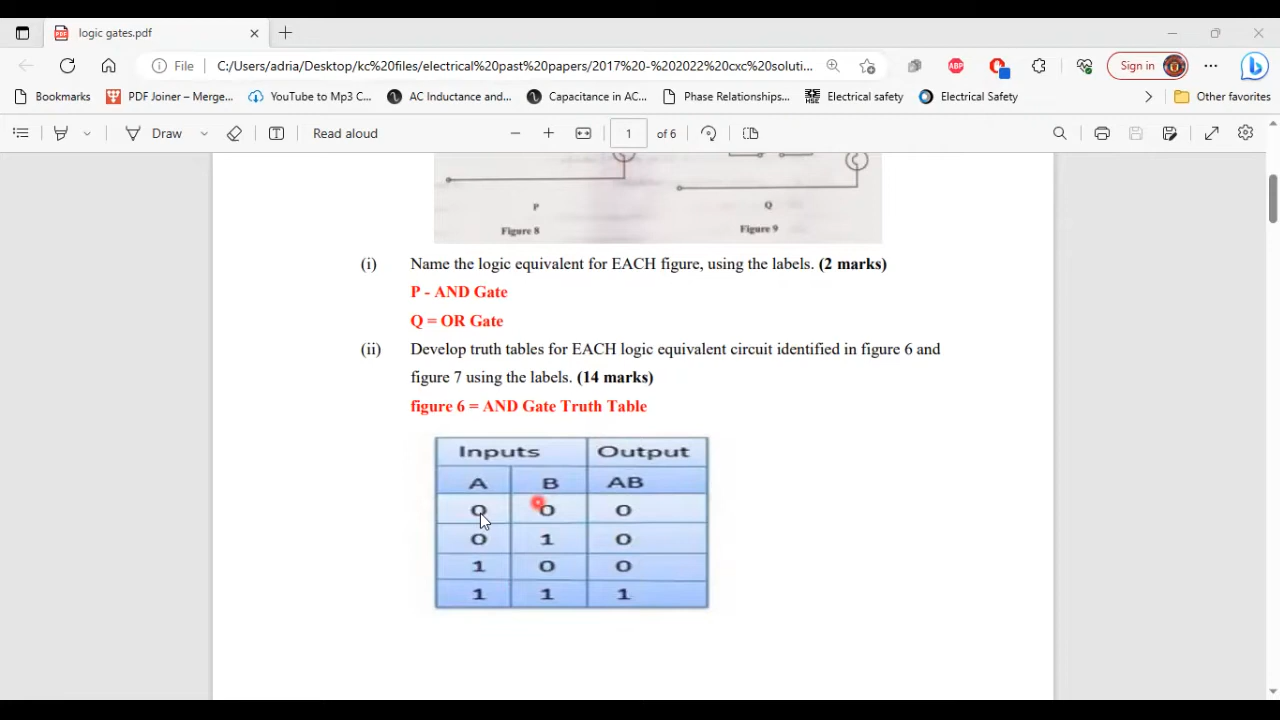 logic gates.pdf
File
C:/Users/adria/Desktop/kc%20files/electrical%20past%20papers/2017%20-%202022%20cxc%20soluti...
Sign in
Bookmarks
PDF Joiner – Merge...
YouTube to Mp3 C...
AC Inductance and...
Capacitance in AC...
Phase Relationships...
Electrical safety
Electrical Safety
Other favorites
Draw
Read aloud
1 of 6
P
Q
Figure 8
Figure 9
(i) Name the logic equivalent for EACH figure, using the labels. (2 marks)
P - AND Gate
Q = OR Gate
(ii) Develop truth tables for EACH logic equivalent circuit identified in figure 6 and
figure 7 using the labels. (14 marks)
figure 6 = AND Gate Truth Table
Inputs Output
A B AB
0 0 0
0 1 0
1 0 0
1 1 1